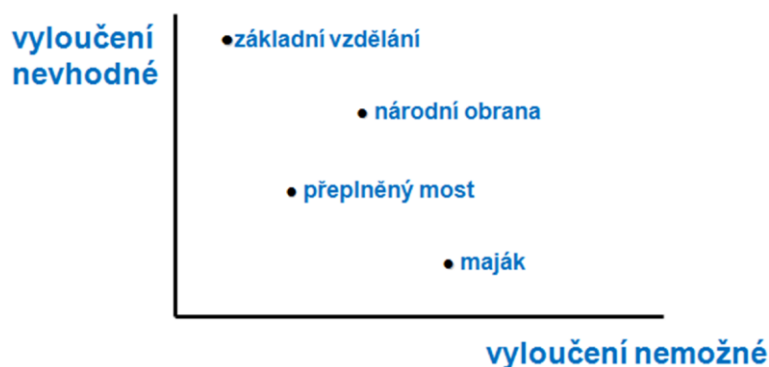 vyloučení
nevhodné
základní vzdělání
národní obrana
přeplněný most
maják
vyloučení nemožné